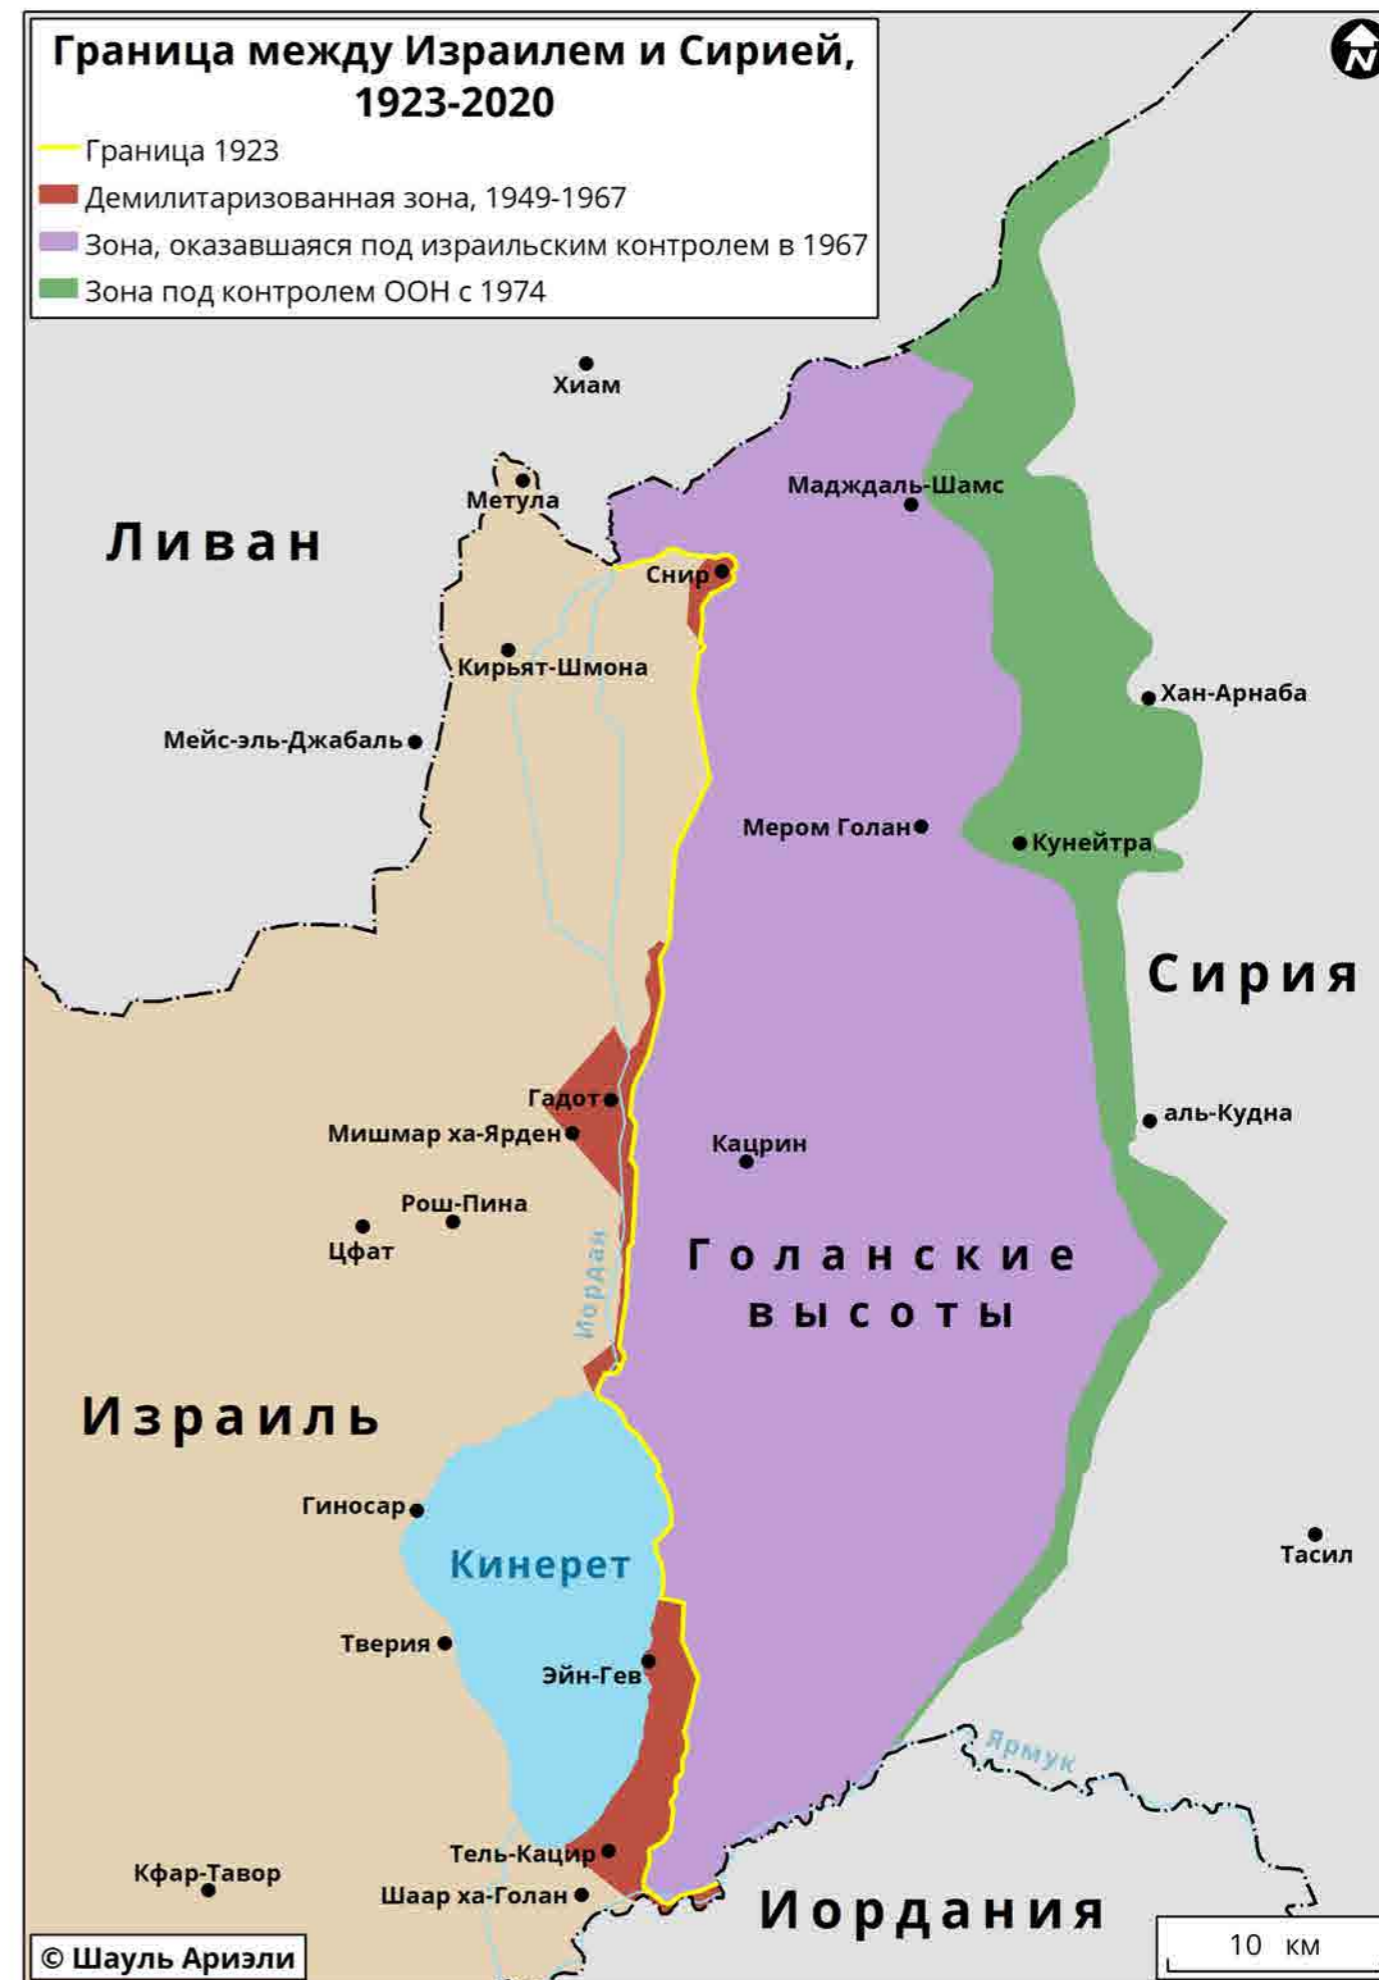 Граница между Израилем и Сирией,
1923-2020
Граница 1923
Демилитаризованная зона, 1949-1967
Зона, оказавшаяся под израильским контролем в 1967
Зона под контролем ООН с 1974
N
Хиам
Метула
Мадждаль-Шамс
Ливан
Снир
Кирьят-Шмона
Хан-Арнаба
Мейс-эль-Джабаль
Мером Голан
Кунейтра
Сирия
Гадот
аль-Кудна
Мишмар ха-Ярден
Кацрин
Рош-Пина
Цфат
Иордан
Голанские
высоты
Израиль
Гиносар
Кинерет
Тасил
Тверия
Эйн-Гев
Ярмук
Тель-Кацир
Кфар-Тавор
Шаар ха-Голан
Иордания
10 км
© Шауль Ариэли